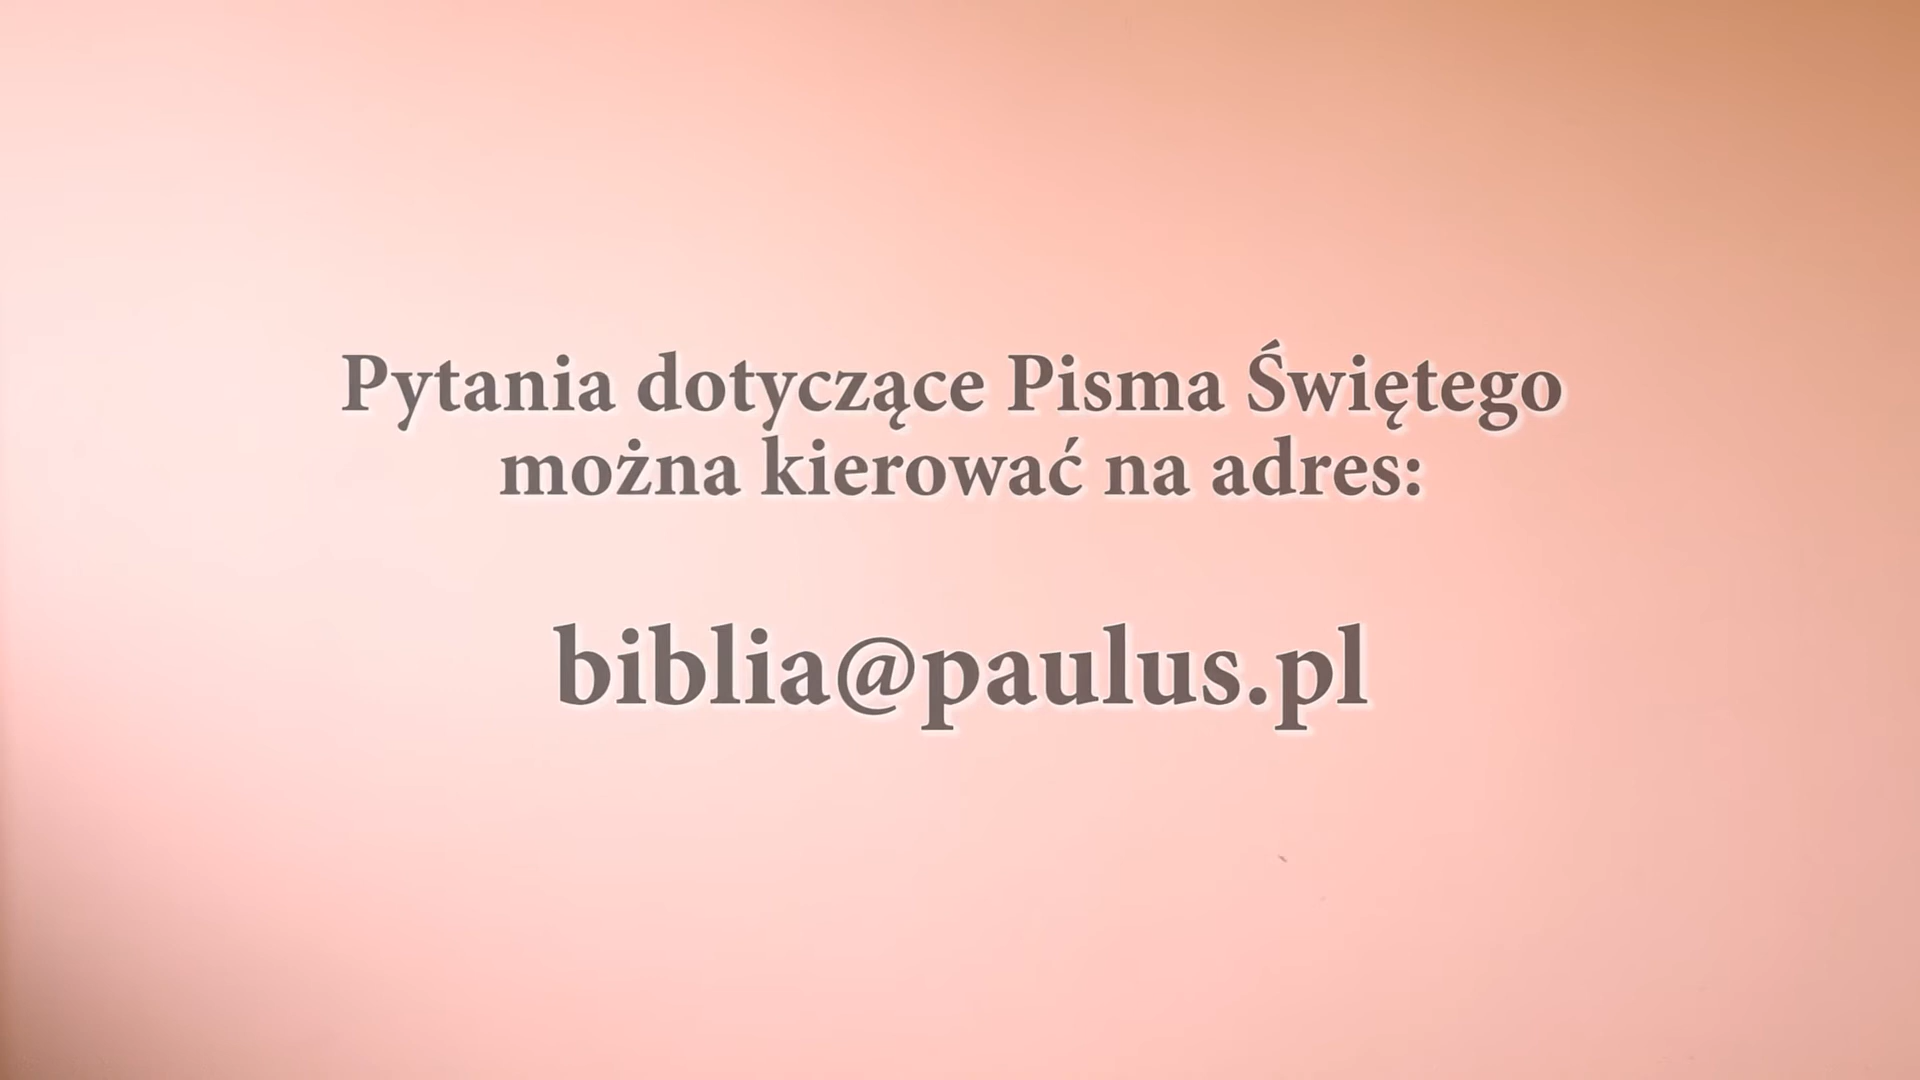 Pytania dotyczące Pisma Świętego
można kierować na adres:
biblia@paulus.pl